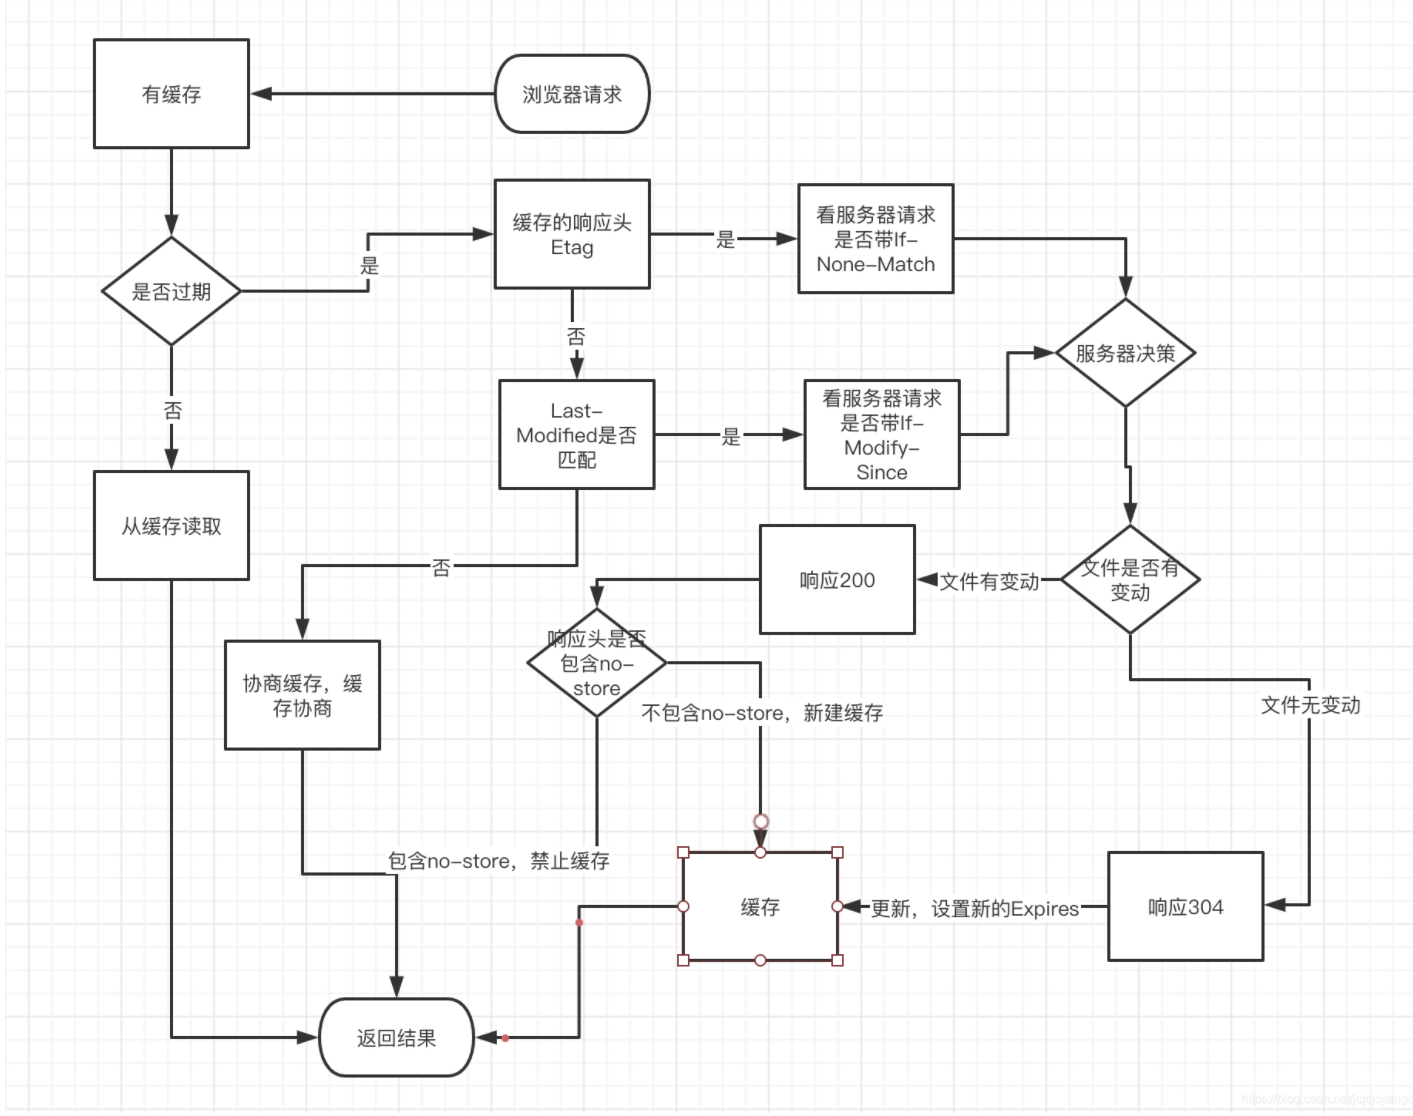 有缓存
浏览器请求
缓存的响应头
Etag
看服务器请求
是否带If-
None-Match
是
是
是否过期
否
服务器决策
否
Last-
Modified是否
匹配
是
看服务器请求
是否带If-
Modify-
Since
从缓存读取
否
响应200
文件有变动
文件是否有
变动
响应头是否
包含no-
store
协商缓存，缓
存协商
不包含no-store，新建缓存
文件无变动
包含no-store，禁止缓存
缓存
更新，设置新的Expires
响应304
返回结果